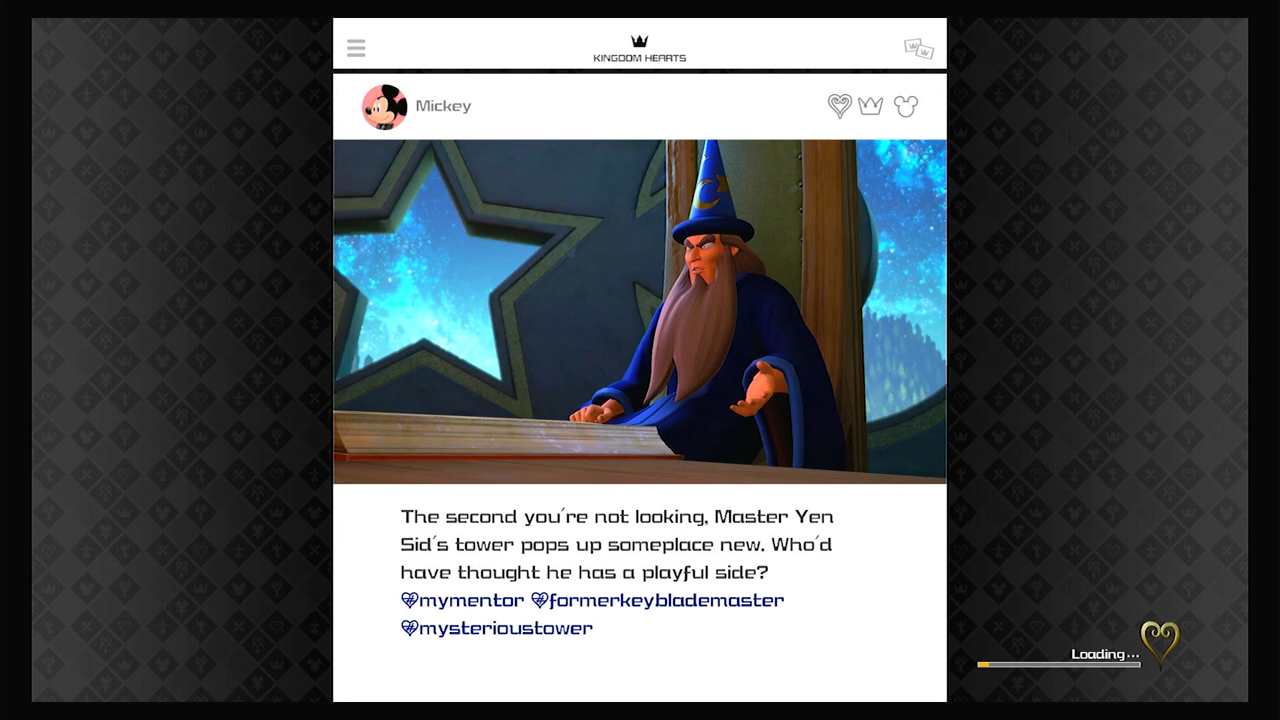 KINGDOM HEARTS
Mickey
The second you're not looking, Master Yen
Sid's tower pops up someplace new. Who'd
have thought he has a playful side?
#mymentor #formerkeyblademaster
#mysterioustower
Loading...